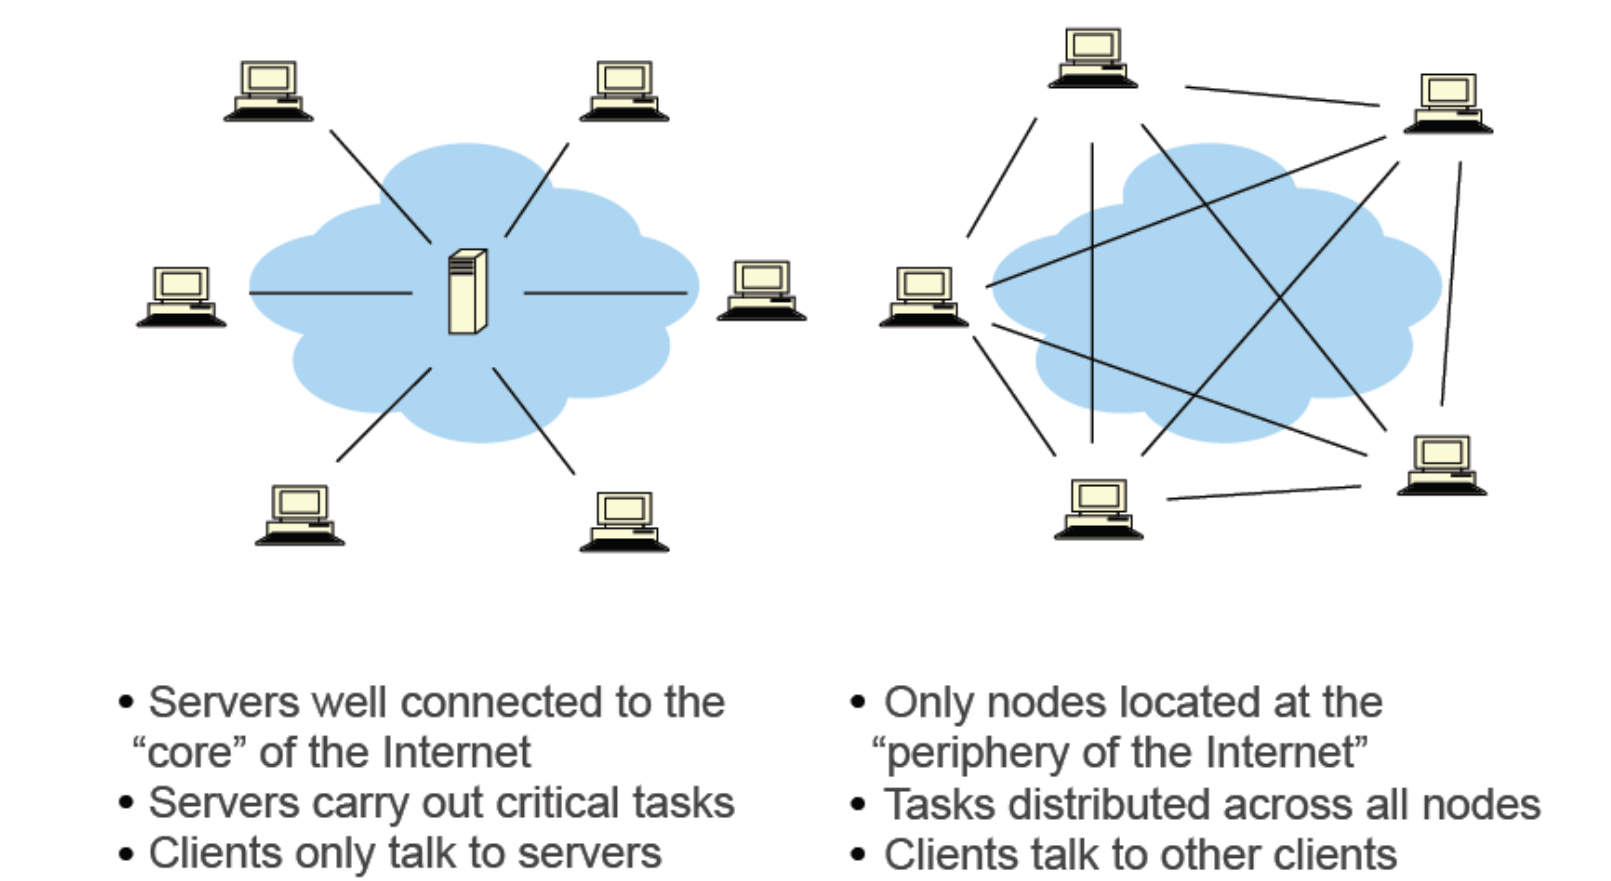 • Servers well connected to the
“core” of the Internet
• Servers carry out critical tasks
• Clients only talk to servers
• Only nodes located at the
“periphery of the Internet”
• Tasks distributed across all nodes
• Clients talk to other clients